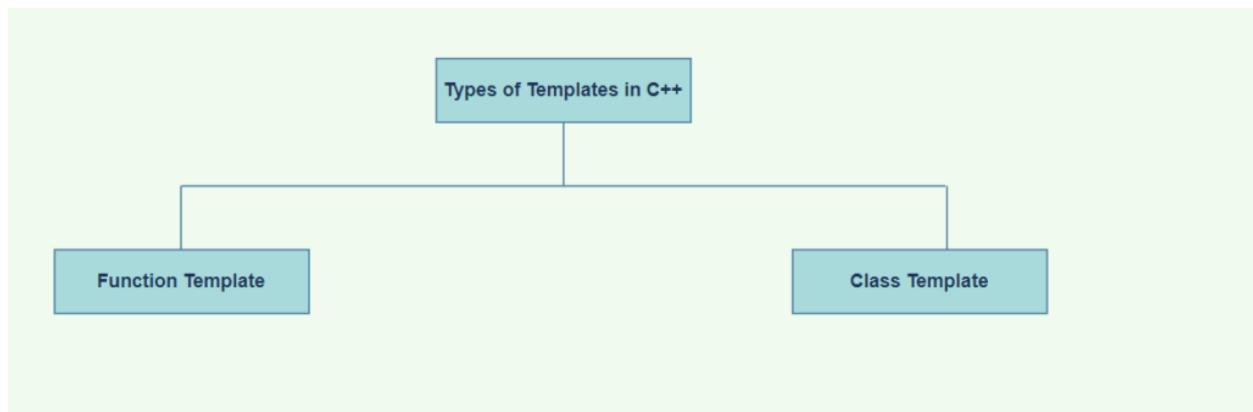 Types of Templates in C++
Function Template
Class Template